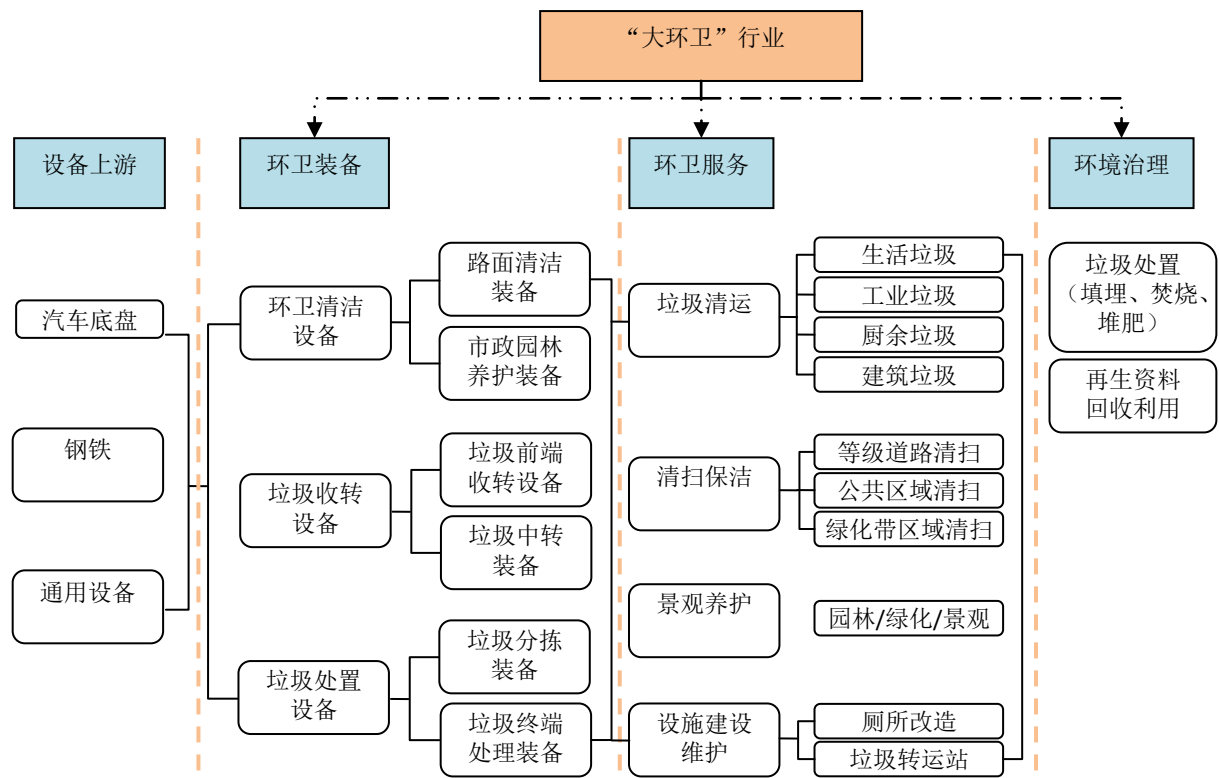 “大环卫”行业
设备上游
环卫装备
环卫服务
环境治理
汽车底盘
钢铁
通用设备
环卫清洁
设备
垃圾收转
设备
垃圾处置
设备
路面清洁
装备
市政园林
养护装备
垃圾前端
收转设备
垃圾中转
装备
垃圾分拣
装备
垃圾终端
处理装备
垃圾清运
清扫保洁
景观养护
设施建设
维护
生活垃圾
工业垃圾
厨余垃圾
建筑垃圾
等级道路清扫
公共区域清扫
绿化带区域清扫
园林/绿化/景观
厕所改造
垃圾转运站
垃圾处置
（填埋、焚烧、
堆肥）
再生资料
回收利用